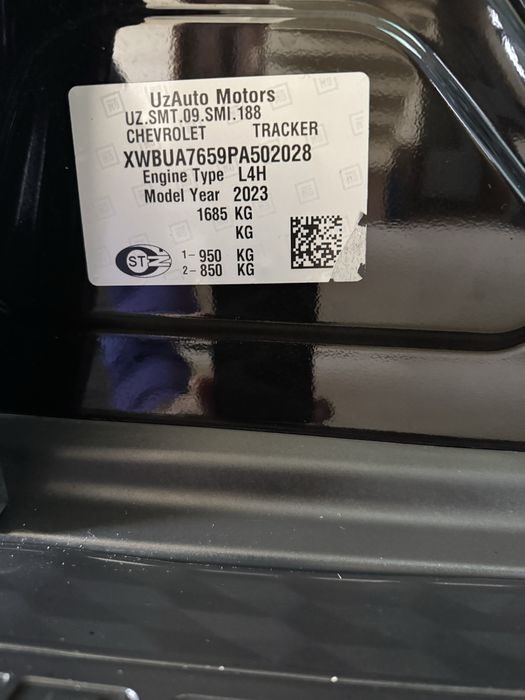 UzAuto Motors
UZ.SMT.09.SMI.188
CHEVROLET TRACKER
XWBUA7659PA502028
Engine Type L4H
Model Year 2023
1685 KG
KG
1- 950 KG
2- 850 KG
ST